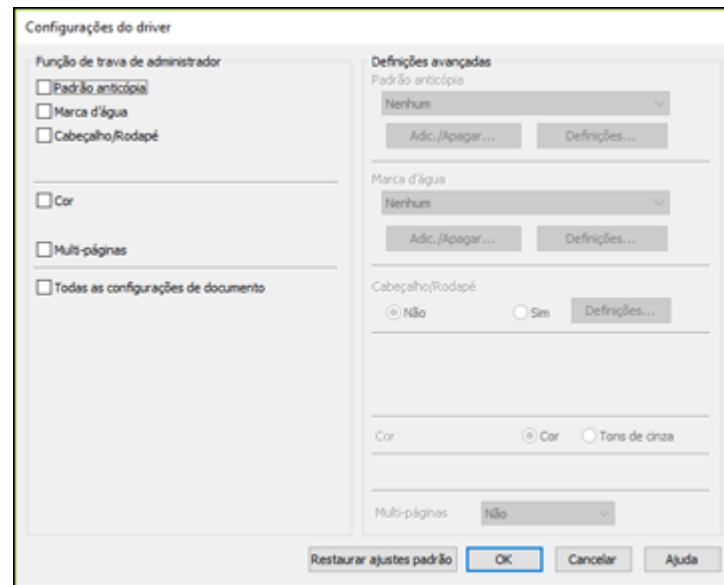 Configurações do driver
Função de trava de administrador
Padrão anticópia
Marca d'água
Cabeçalho/Rodapé
Cor
Multi-páginas
Todas as configurações de documento
Definições avançadas
Padrão anticópia
Nenhum
Adic./Apagar... Definições...
Marca d'água
Nenhum
Adic./Apagar... Definições...
Cabeçalho/Rodapé
Não Sim Definições...
Cor Cor Tons de cinza
Multi-páginas Não
Restaurar ajustes padrão OK Cancelar Ajuda